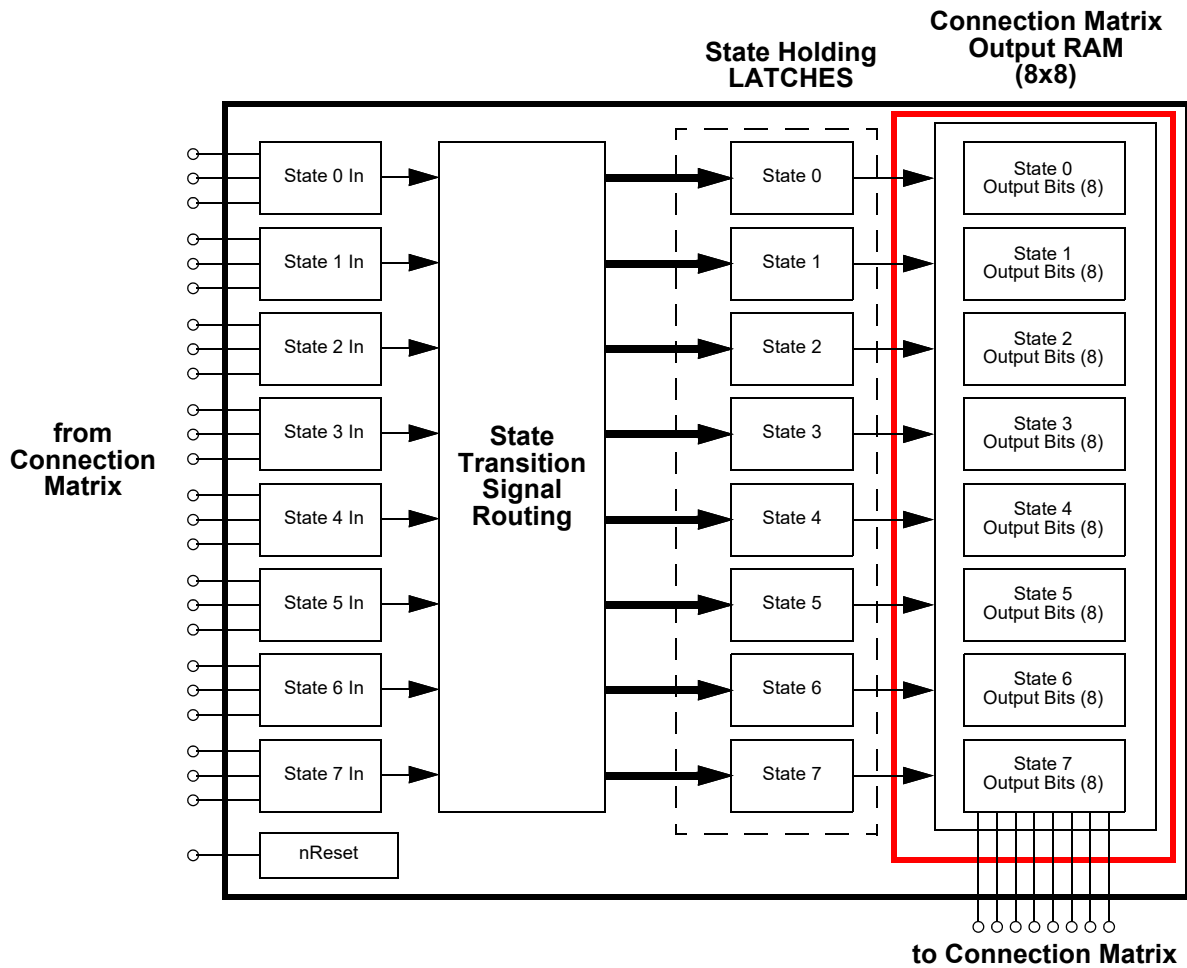 Connection Matrix
Output RAM
(8x8)
State Holding
LATCHES
from
Connection
Matrix
State 0 In
State 1 In
State 2 In
State 3 In
State 4 In
State 5 In
State 6 In
State 7 In
nReset
State
Transition
Signal
Routing
State 0
State 1
State 2
State 3
State 4
State 5
State 6
State 7
State 0
Output Bits (8)
State 1
Output Bits (8)
State 2
Output Bits (8)
State 3
Output Bits (8)
State 4
Output Bits (8)
State 5
Output Bits (8)
State 6
Output Bits (8)
State 7
Output Bits (8)
to Connection Matrix